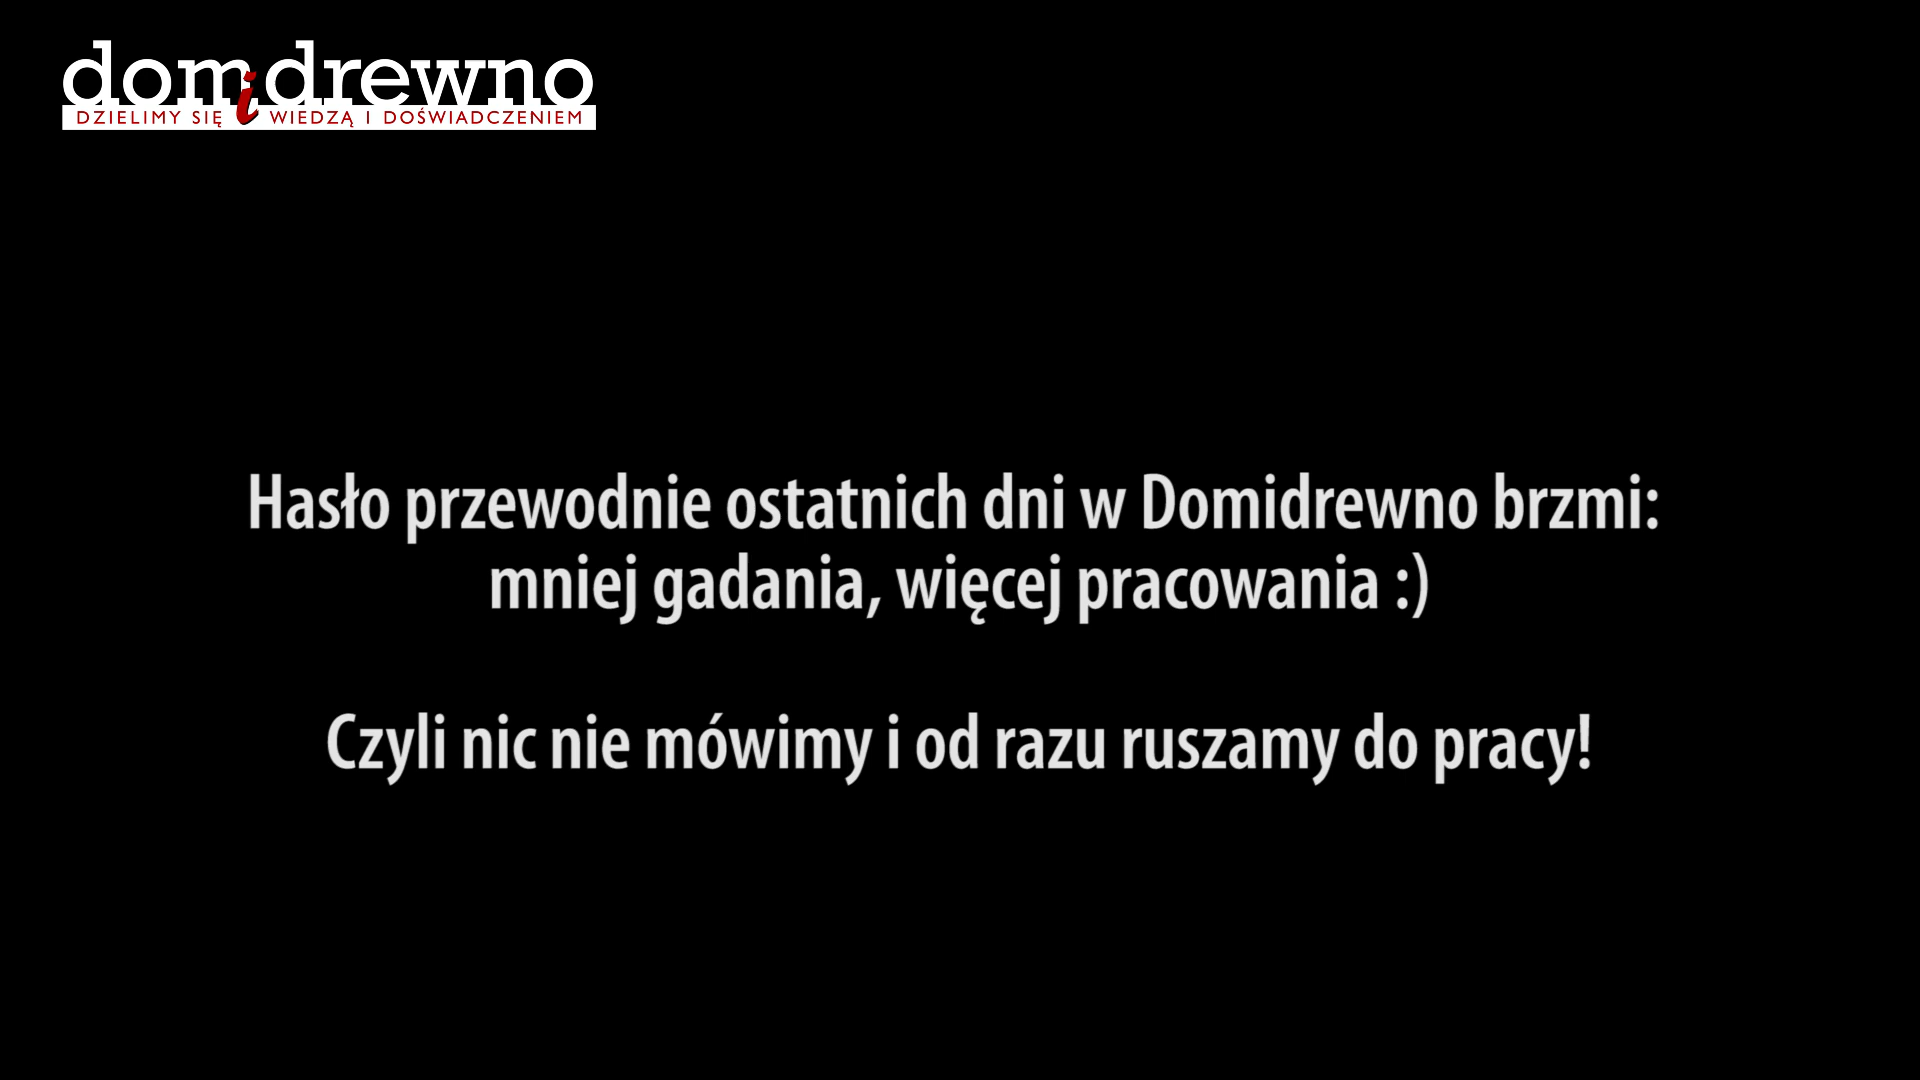 domidrewno
DZIELIMY SIĘ WIEDZĄ I DOŚWIADCZENIEM
Hasło przewodnie ostatnich dni w Domidrewno brzmi:
mniej gadania, więcej pracowania :)
Czyli nic nie mówimy i od razu ruszamy do pracy!